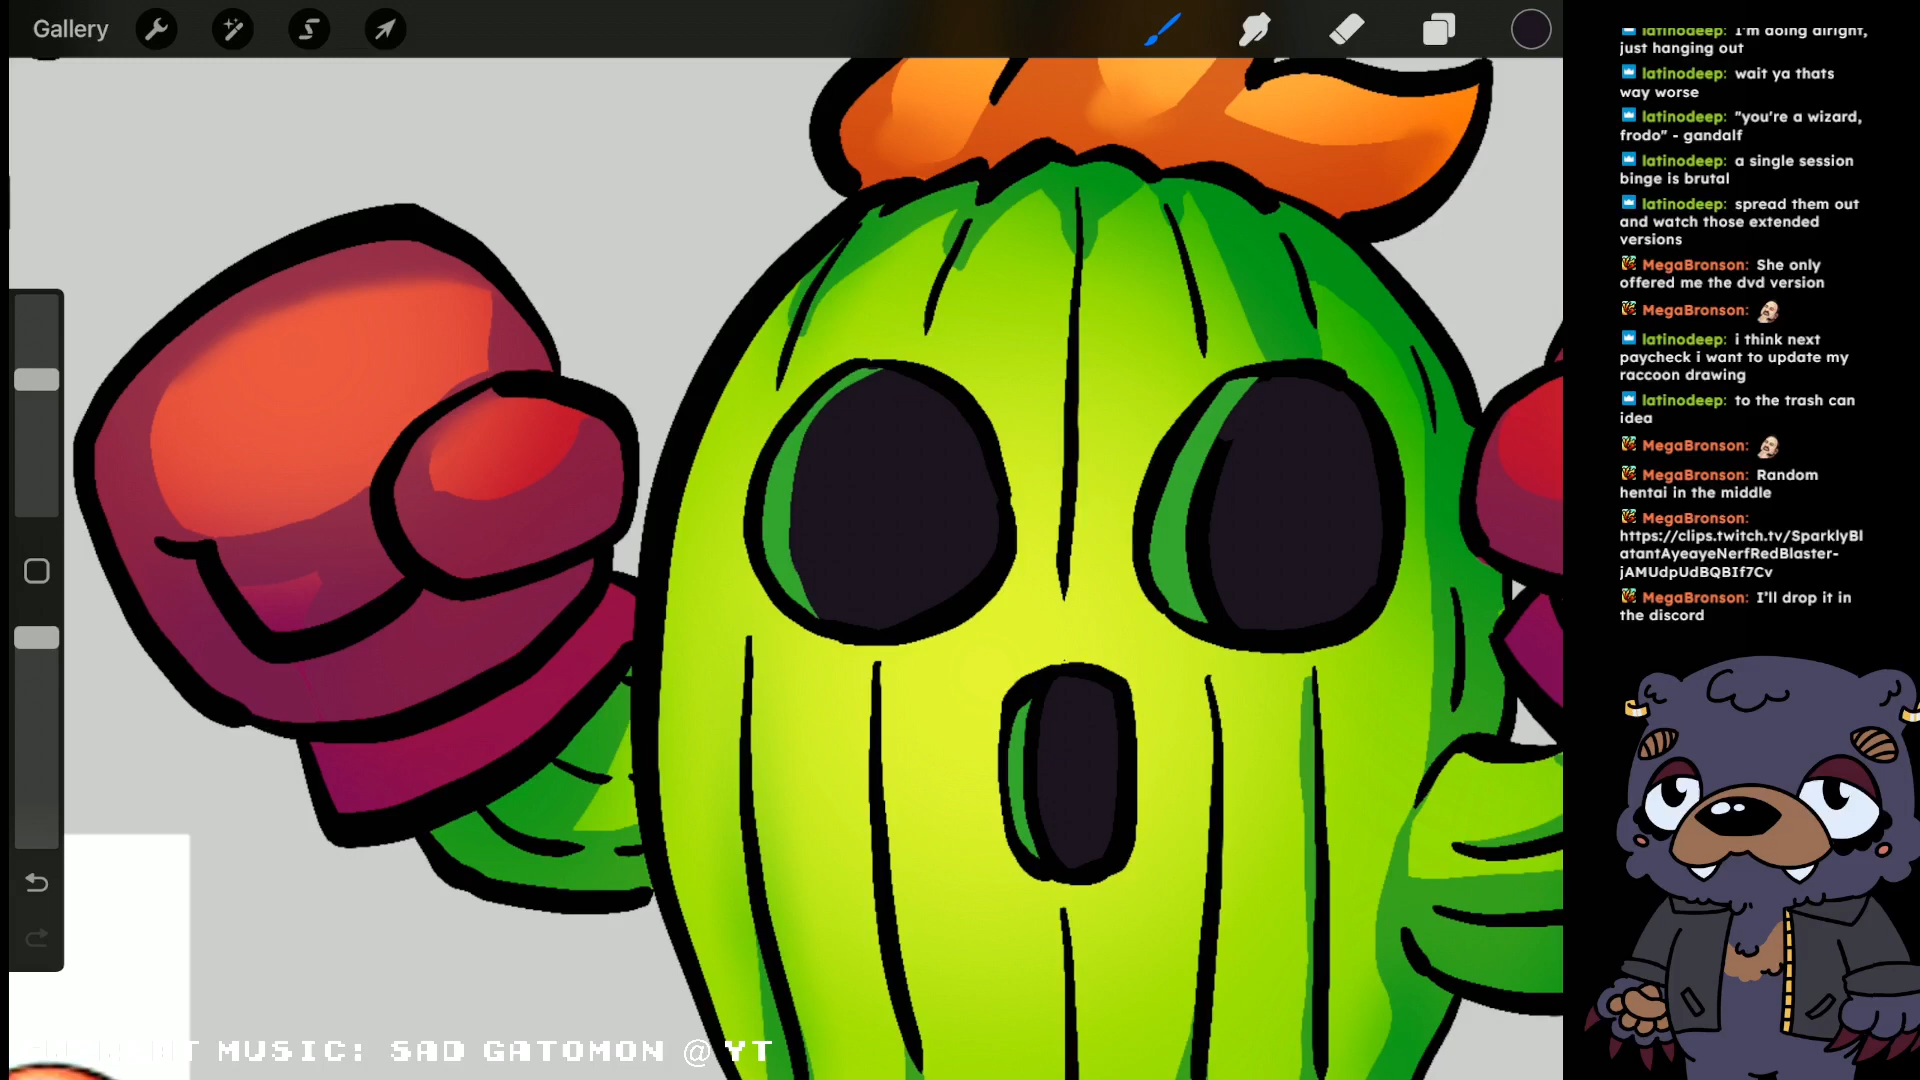 Gallery
latinodeep: I'm doing alright,
just hanging out
latinodeep: wait ya thats
way worse
latinodeep: "you're a wizard,
frodo" - gandalf
latinodeep: a single session
binge is brutal
latinodeep: spread them out
and watch those extended
versions
MegaBronson: She only
offered me the dvd version
MegaBronson:
latinodeep: i think next
paycheck i want to update my
raccoon drawing
latinodeep: to the trash can
idea
MegaBronson:
MegaBronson: Random
hentai in the middle
MegaBronson:
https://clips.twitch.tv/SparklyBl
atantAyeayeNerfRedBlaster-
jAMUdpUdBQBIf7Cv
MegaBronson: I'll drop it in
the discord
MUSIC: SAD GATOMON @ YT